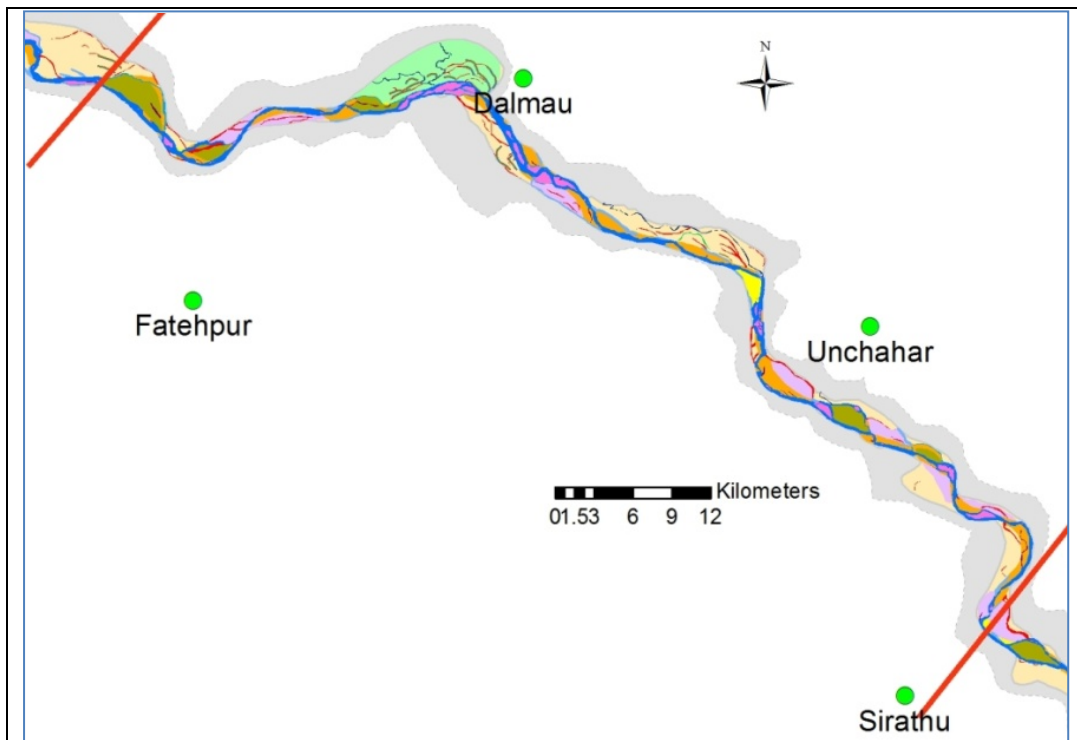 N
Dalmau
Fatehpur
Unchahar
Kilometers
01.53 6 9 12
Sirathu